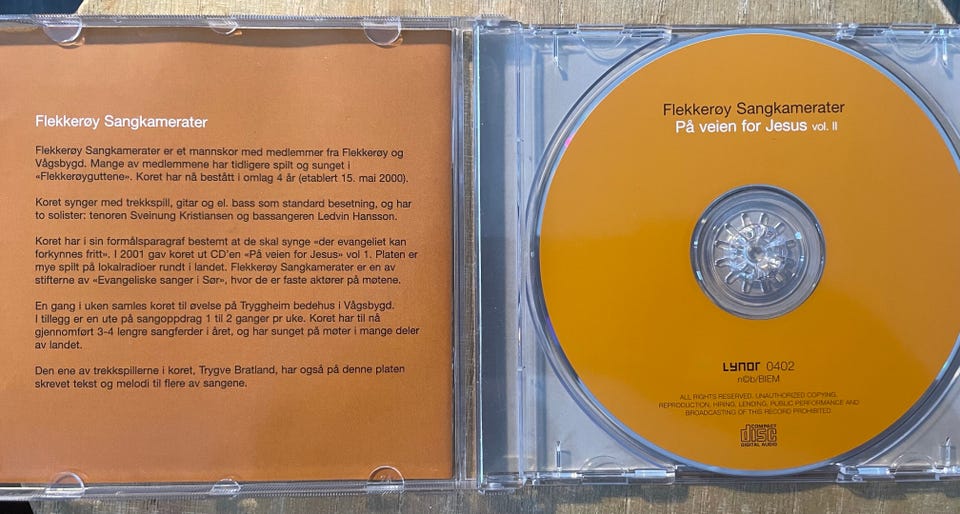 Flekkerøy Sangkamerater
Flekkerøy Sangkamerater er et mannskor med medlemmer fra Flekkerøy og
Vågsbygd. Mange av medlemmene har tidligere spilt og sunget i
«Flekkerøyguttene». Koret har nå bestått i omlag 4 år (etablert 15. mai 2000).
Koret synger med trekkspill, gitar og el. bass som standard besetning, og har
to solister: tenoren Sveinung Kristiansen og bassangeren Ledvin Hansson.
Koret har i sin formålsparagraf bestemt at de skal synge «der evangeliet kan
forkynnes fritt». I 2001 gav koret ut CD'en «På veien for Jesus» vol 1. Platen er
mye spilt på lokalradioer rundt i landet. Flekkerøy Sangkamerater er en av
stifterne av «Evangeliske sanger i Sør», hvor de er faste aktører på møtene.
En gang i uken samles koret til øvelse på Tryggheim bedehus i Vågsbygd.
I tillegg er en ute på sangoppdrag 1 til 2 ganger pr uke. Koret har til nå
gjennomført 3-4 lengre sangferder i året, og har sunget på møter i mange deler
av landet.
Den ene av trekkspillerne i koret, Trygve Bratland, har også på denne platen
skrevet tekst og melodi til flere av sangene.
Flekkerøy Sangkamerater
På veien for Jesus vol. II
LYNOR 0402
n©b/BIEM
ALL RIGHTS RESERVED. UNAUTHORIZED COPYING,
REPRODUCTION, HIRING, LENDING, PUBLIC PERFORMANCE AND
BROADCASTING OF THIS RECORD PROHIBITED.
COMPACT
disc
DIGITAL AUDIO